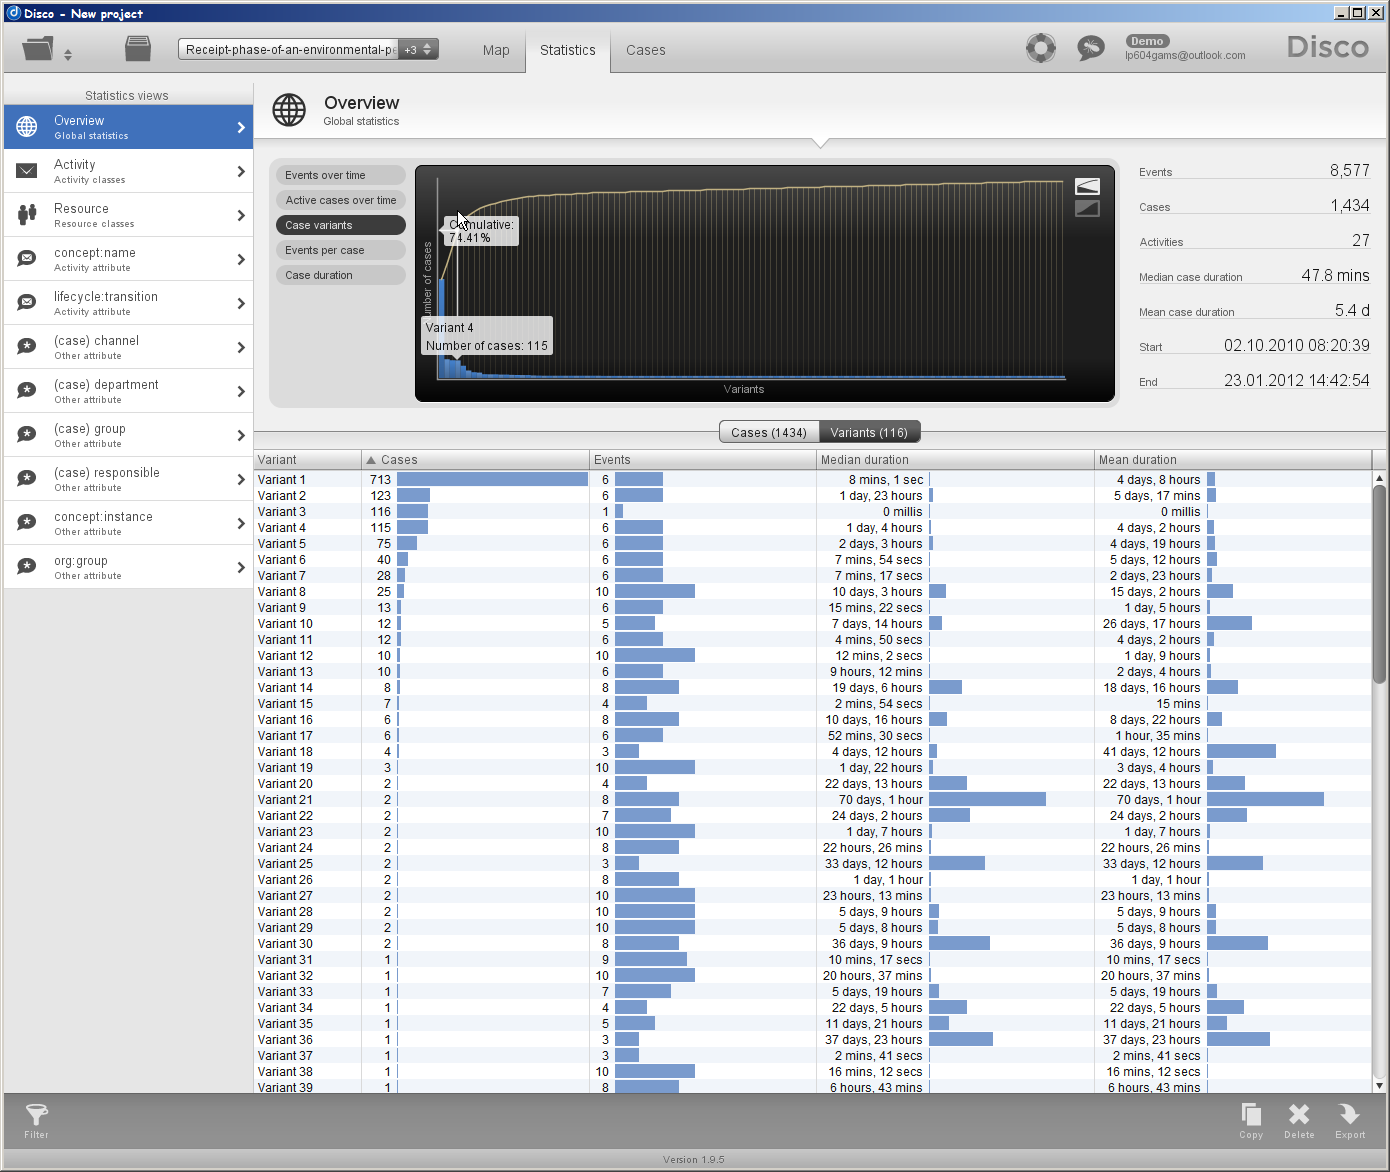 Disco - New project
Receipt-phase-of-an-environmental-pe +3
Map
Statistics
Cases
Demo
lp604gams@outlook.com
Disco
Statistics views
Overview
Global statistics
Activity
Activity classes
Resource
Resource classes
concept:name
Activity attribute
lifecycle:transition
Activity attribute
(case) channel
Other attribute
(case) department
Other attribute
(case) group
Other attribute
(case) responsible
Other attribute
concept:instance
Other attribute
org:group
Other attribute
Overview
Global statistics
Events over time
Active cases over time
Case variants
Events per case
Case duration
Cumulative:
74.41%
Variant 4
Number of cases: 115
of cases
Variants
Events 8,577
Cases 1,434
Activities 27
Median case duration 47.8 mins
Mean case duration 5.4 d
Start 02.10.2010 08:20:39
End 23.01.2012 14:42:54
Cases (1434) Variants (116)
Variant Cases Events Median duration Mean duration
Variant 1 713 6 8 mins, 1 sec 4 days, 8 hours
Variant 2 123 6 1 day, 23 hours 5 days, 17 mins
Variant 3 116 1 0 millis 0 millis
Variant 4 115 6 1 day, 4 hours 4 days, 2 hours
Variant 5 75 6 2 days, 3 hours 4 days, 19 hours
Variant 6 40 6 7 mins, 54 secs 5 days, 12 hours
Variant 7 28 6 7 mins, 17 secs 2 days, 23 hours
Variant 8 25 10 10 days, 3 hours 15 days, 2 hours
Variant 9 13 6 15 mins, 22 secs 1 day, 5 hours
Variant 10 12 5 7 days, 14 hours 26 days, 17 hours
Variant 11 12 6 4 mins, 50 secs 4 days, 2 hours
Variant 12 10 10 12 mins, 2 secs 1 day, 9 hours
Variant 13 10 6 9 hours, 12 mins 2 days, 4 hours
Variant 14 8 8 19 days, 6 hours 18 days, 16 hours
Variant 15 7 4 2 mins, 54 secs 15 mins
Variant 16 6 8 10 days, 16 hours 8 days, 22 hours
Variant 17 6 6 52 mins, 30 secs 1 hour, 35 mins
Variant 18 4 3 4 days, 12 hours 41 days, 12 hours
Variant 19 3 10 1 day, 22 hours 3 days, 4 hours
Variant 20 2 4 22 days, 13 hours 22 days, 13 hours
Variant 21 2 8 70 days, 1 hour 70 days, 1 hour
Variant 22 2 7 24 days, 2 hours 24 days, 2 hours
Variant 23 2 10 1 day, 7 hours 1 day, 7 hours
Variant 24 2 8 22 hours, 26 mins 22 hours, 26 mins
Variant 25 2 3 33 days, 12 hours 33 days, 12 hours
Variant 26 2 8 1 day, 1 hour 1 day, 1 hour
Variant 27 2 10 23 hours, 13 mins 23 hours, 13 mins
Variant 28 2 10 5 days, 9 hours 5 days, 9 hours
Variant 29 2 10 5 days, 8 hours 5 days, 8 hours
Variant 30 2 8 36 days, 9 hours 36 days, 9 hours
Variant 31 1 9 10 mins, 17 secs 10 mins, 17 secs
Variant 32 1 10 20 hours, 37 mins 20 hours, 37 mins
Variant 33 1 7 5 days, 19 hours 5 days, 19 hours
Variant 34 1 4 22 days, 5 hours 22 days, 5 hours
Variant 35 1 5 11 days, 21 hours 11 days, 21 hours
Variant 36 1 3 37 days, 23 hours 37 days, 23 hours
Variant 37 1 3 2 mins, 41 secs 2 mins, 41 secs
Variant 38 1 10 16 mins, 12 secs 16 mins, 12 secs
Variant 39 1 8 6 hours, 43 mins 6 hours, 43 mins
Filter
Copy
Delete
Export
Version 1.9.5